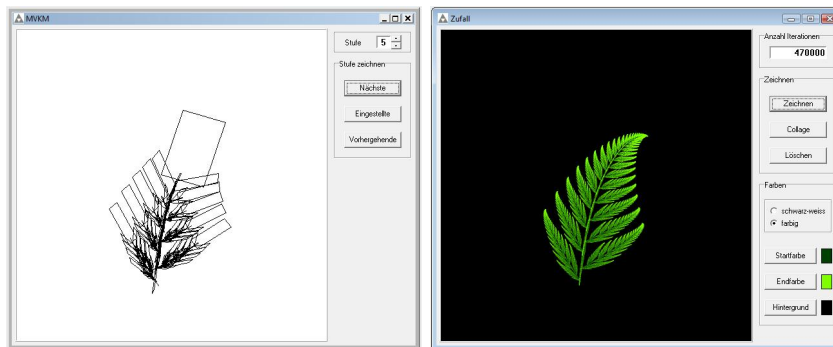 MVKM
Stufe 5
Stufe zeichnen
Nächste
Eingestellte
Vorhergehende
Zufall
Anzahl Iterationen
470000
Zeichnen
Zeichnen
Collage
Löschen
Farben
schwarz-weiss
farbig
Startfarbe
Endfarbe
Hintergrund